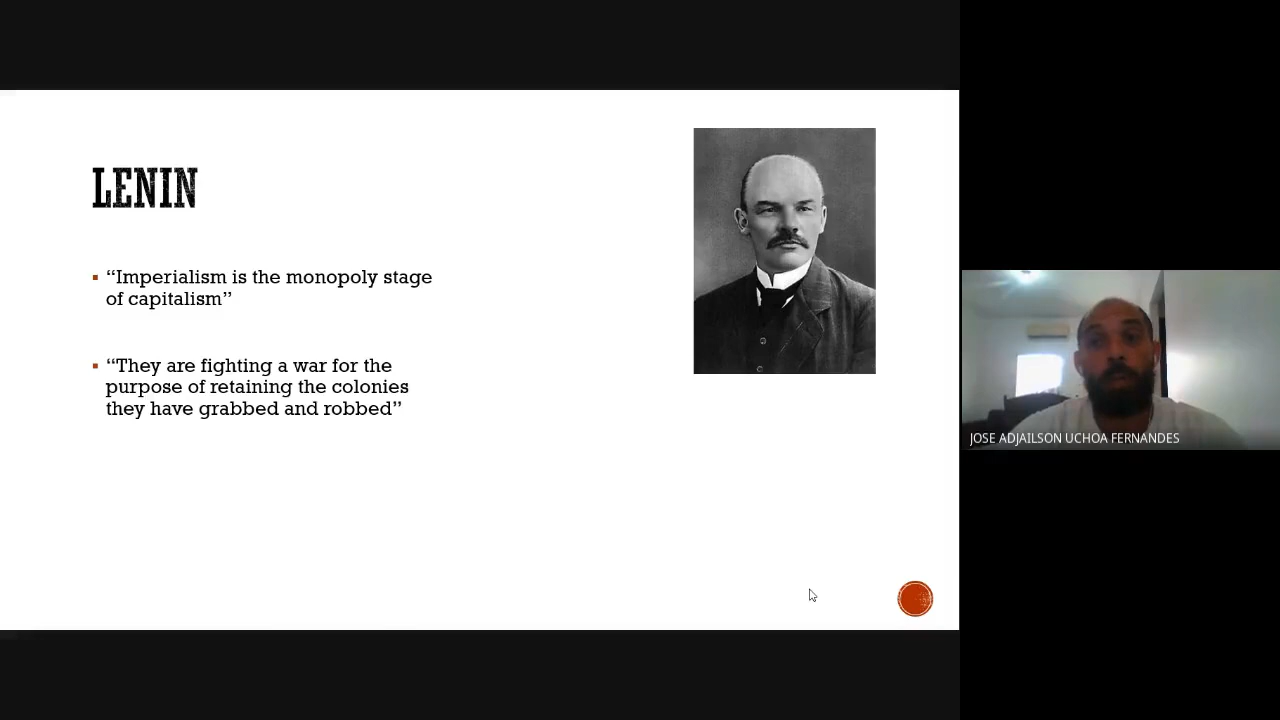 LENIN
“Imperialism is the monopoly stage
of capitalism”
“They are fighting a war for the
purpose of retaining the colonies
they have grabbed and robbed”
JOSE ADJAILSON UCHOA FERNANDES